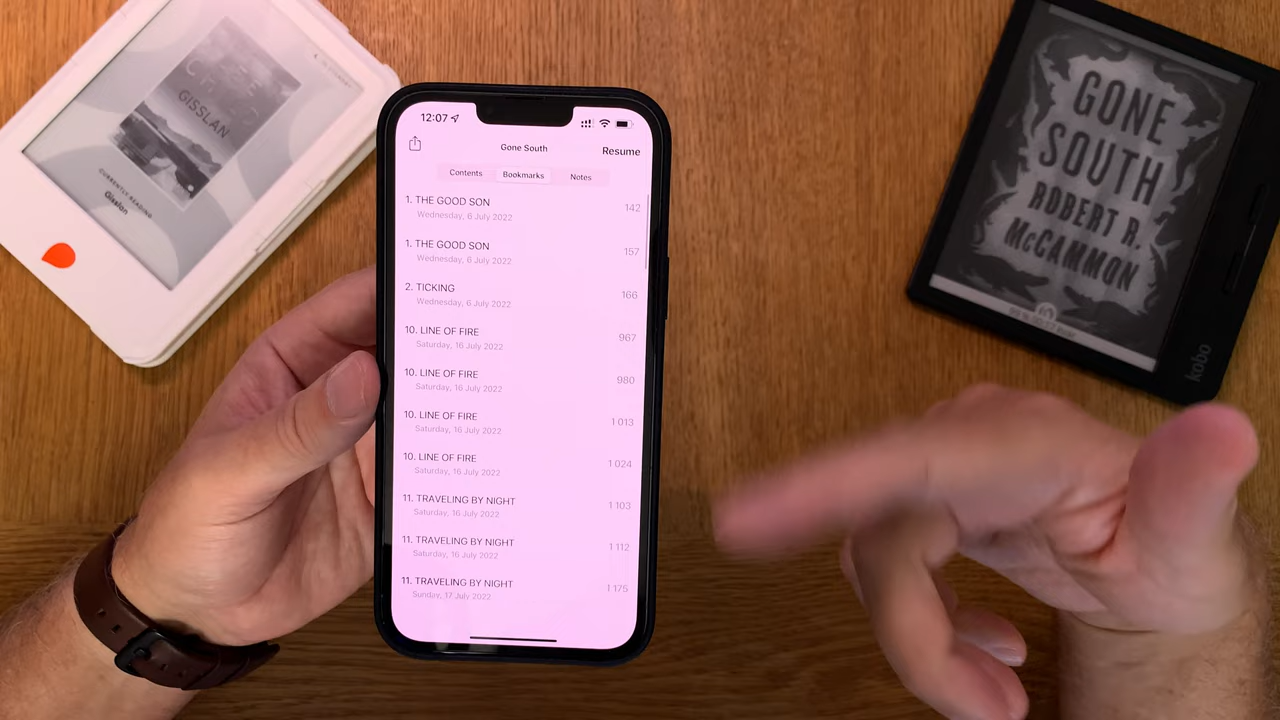 GISSLAN
CURRENTLY READING
Gisslan
12:07
Gone South
Resume
Contents
Bookmarks
Notes
1. THE GOOD SON
142
Wednesday, 6 July 2022
1. THE GOOD SON
157
Wednesday, 6 July 2022
2. TICKING
166
Wednesday, 6 July 2022
10. LINE OF FIRE
967
Saturday, 16 July 2022
10. LINE OF FIRE
980
Saturday, 16 July 2022
10. LINE OF FIRE
1 013
Saturday, 16 July 2022
10. LINE OF FIRE
1 024
Saturday, 16 July 2022
11. TRAVELING BY NIGHT
1 103
Saturday, 16 July 2022
11. TRAVELING BY NIGHT
1 112
Saturday, 16 July 2022
11. TRAVELING BY NIGHT
1 175
Sunday, 17 July 2022
GONE
SOUTH
ROBERT R.
McCAMMON
kobo